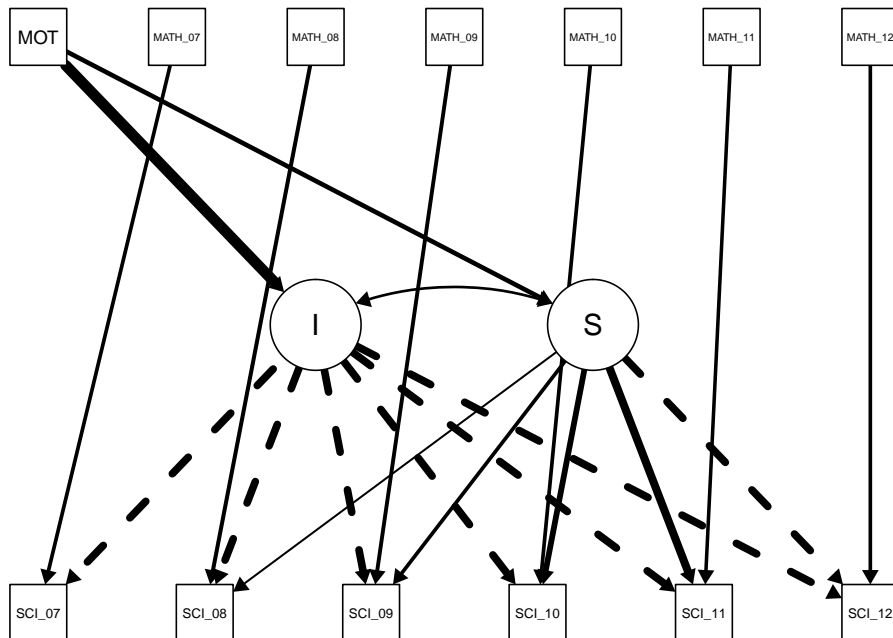 MOT MATH_07 MATH_08 MATH_09 MATH_10 MATH_11 MATH_12
I S
SCI_07 SCI_08 SCI_09 SCI_10 SCI_11 SCI_12